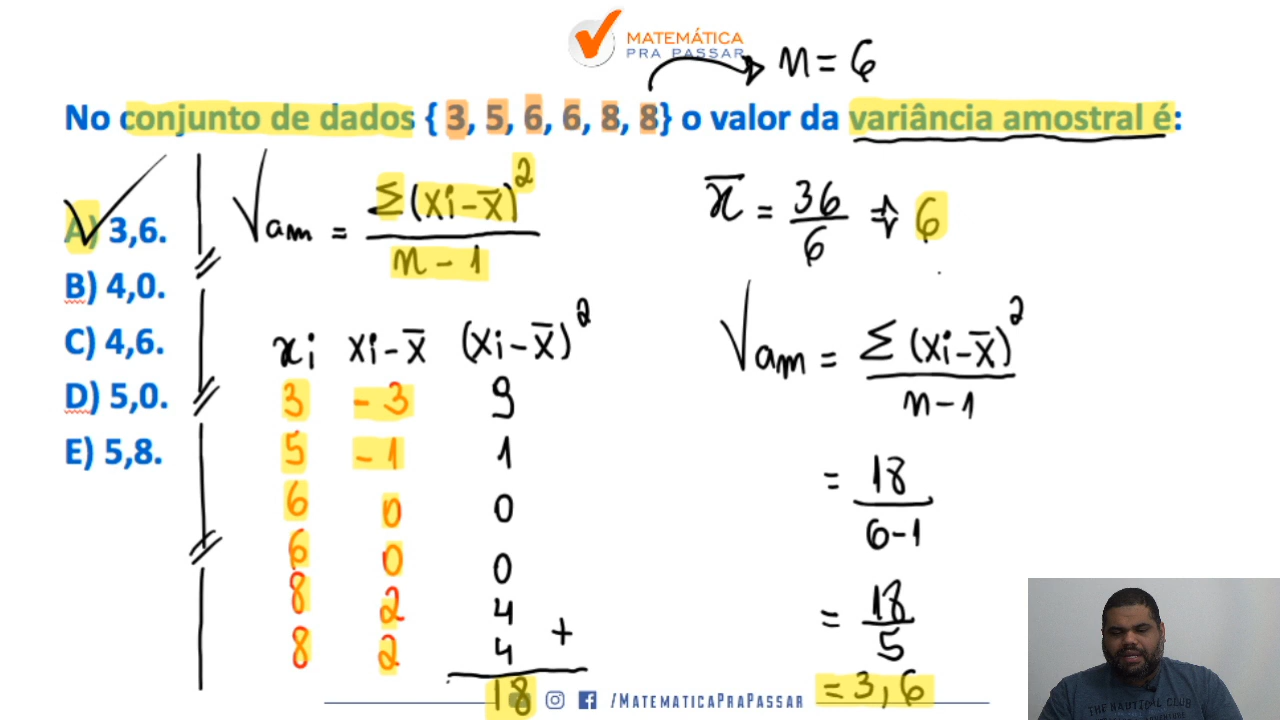 MATEMÁTICA
PRA PASSAR
n = 6
No conjunto de dados { 3, 5, 6, 6, 8, 8} o valor da variância amostral é:
A) 3,6.
B) 4,0.
C) 4,6.
D) 5,0.
E) 5,8.
Vam = Σ(xi-x̄)² / n-1
xi xi-x̄ (xi-x̄)²
3 -3 9
5 -1 1
6 0 0
6 0 0
8 2 4
8 2 4 +
18
x̄ = 36/6 → 6
Vam = Σ(xi-x̄)² / n-1
= 18 / 6-1
= 18/5
= 3,6
/MATEMATICAPRAPASSAR
THE NAUTICAL CLUB